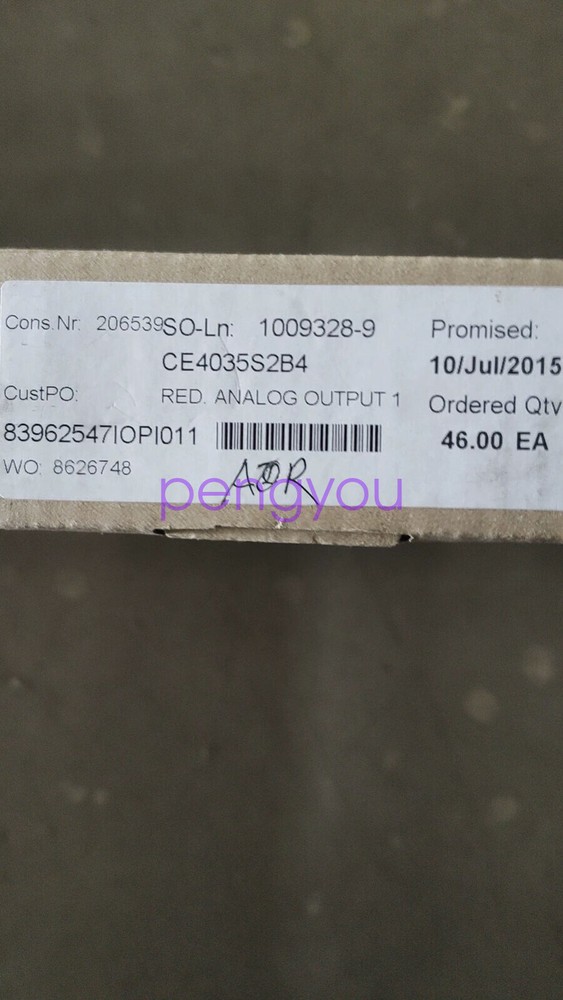 Cons.Nr: 206539 SO-Ln: 1009328-9 Promised:
CE4035S2B4 10/Jul/2015
CustPO: RED. ANALOG OUTPUT 1 Ordered Qty
83962547IOPI011 46.00 EA
WO: 8626748
AOR
pengyou